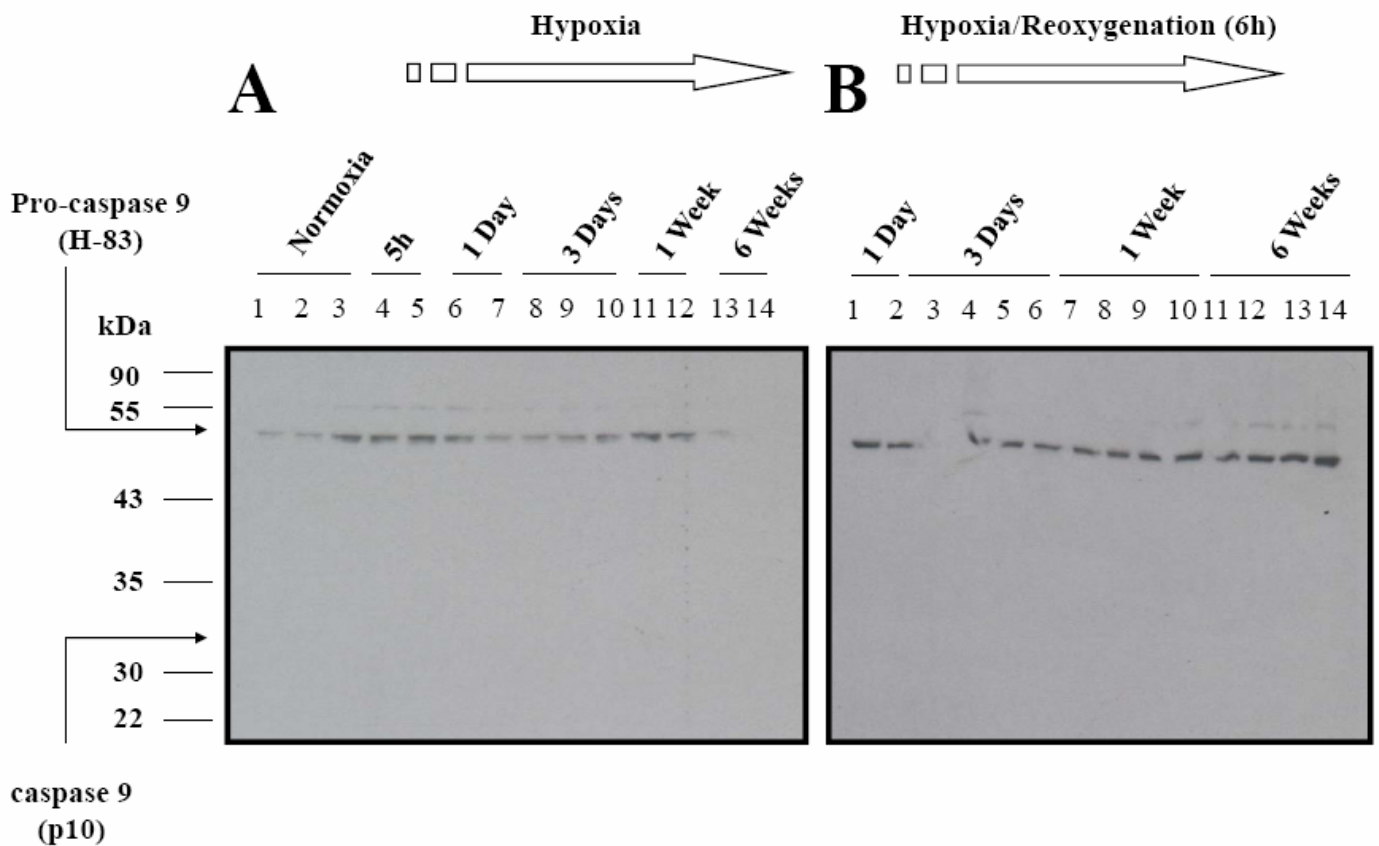 Hypoxia
Hypoxia/Reoxygenation (6h)
A
B
Pro-caspase 9
(H-83)
Normoxia
5h
1 Day
3 Days
1 Week
6 Weeks
1 Day
3 Days
1 Week
6 Weeks
1 2 3 4 5 6 7 8 9 10 11 12 13 14
1 2 3 4 5 6 7 8 9 10 11 12 13 14
kDa
90
55
43
35
30
22
caspase 9
(p10)